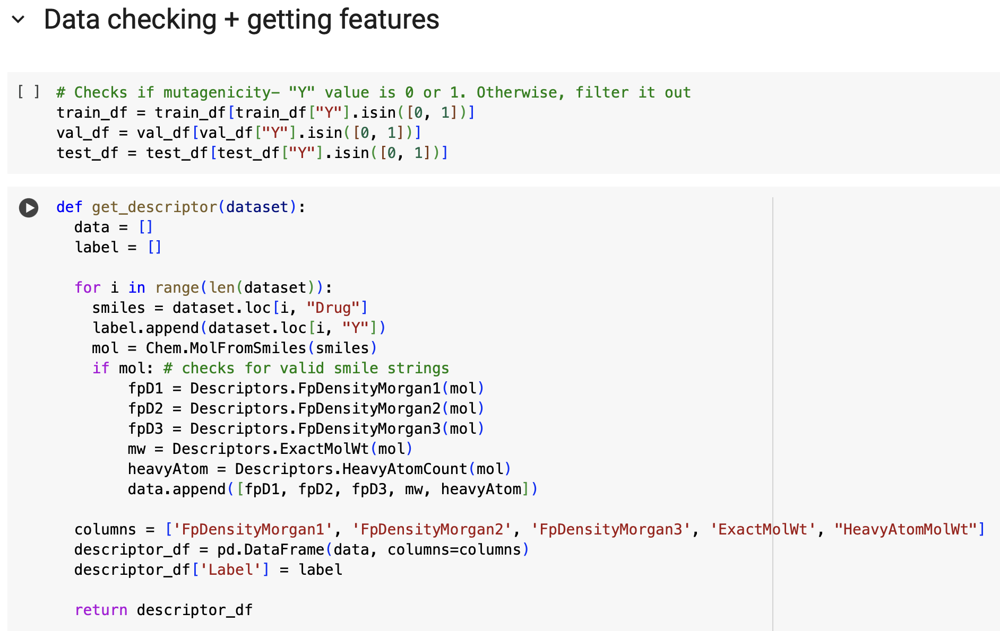 Data checking + getting features
[ ] # Checks if mutagenicity- "Y" value is 0 or 1. Otherwise, filter it out
train_df = train_df[train_df["Y"].isin([0, 1])]
val_df = val_df[val_df["Y"].isin([0, 1])]
test_df = test_df[test_df["Y"].isin([0, 1])]
def get_descriptor(dataset):
  data = []
  label = []
  for i in range(len(dataset)):
    smiles = dataset.loc[i, "Drug"]
    label.append(dataset.loc[i, "Y"])
    mol = Chem.MolFromSmiles(smiles)
    if mol: # checks for valid smile strings
        fpD1 = Descriptors.FpDensityMorgan1(mol)
        fpD2 = Descriptors.FpDensityMorgan2(mol)
        fpD3 = Descriptors.FpDensityMorgan3(mol)
        mw = Descriptors.ExactMolWt(mol)
        heavyAtom = Descriptors.HeavyAtomCount(mol)
        data.append([fpD1, fpD2, fpD3, mw, heavyAtom])
  columns = ['FpDensityMorgan1', 'FpDensityMorgan2', 'FpDensityMorgan3', 'ExactMolWt', "HeavyAtomMolWt"]
  descriptor_df = pd.DataFrame(data, columns=columns)
  descriptor_df['Label'] = label
  return descriptor_df